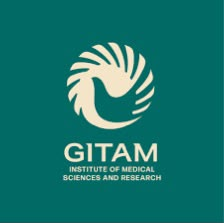 GITAM
INSTITUTE OF MEDICAL
SCIENCES AND RESEARCH